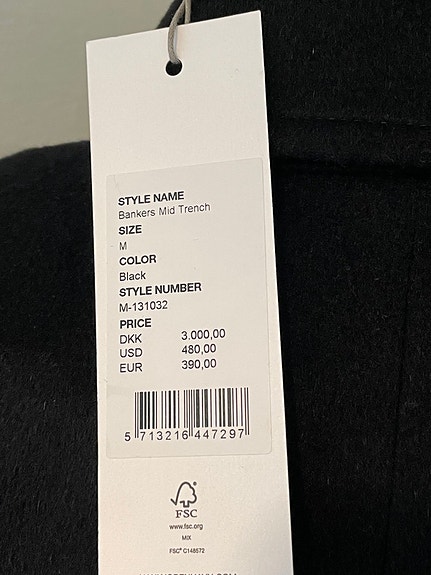 STYLE NAME
Bankers Mid Trench
SIZE
M
COLOR
Black
STYLE NUMBER
M-131032
PRICE
DKK 3.000,00
USD 480,00
EUR 390,00
5 713216 447297
FSC
www.fsc.org
MIX
FSC® C148572